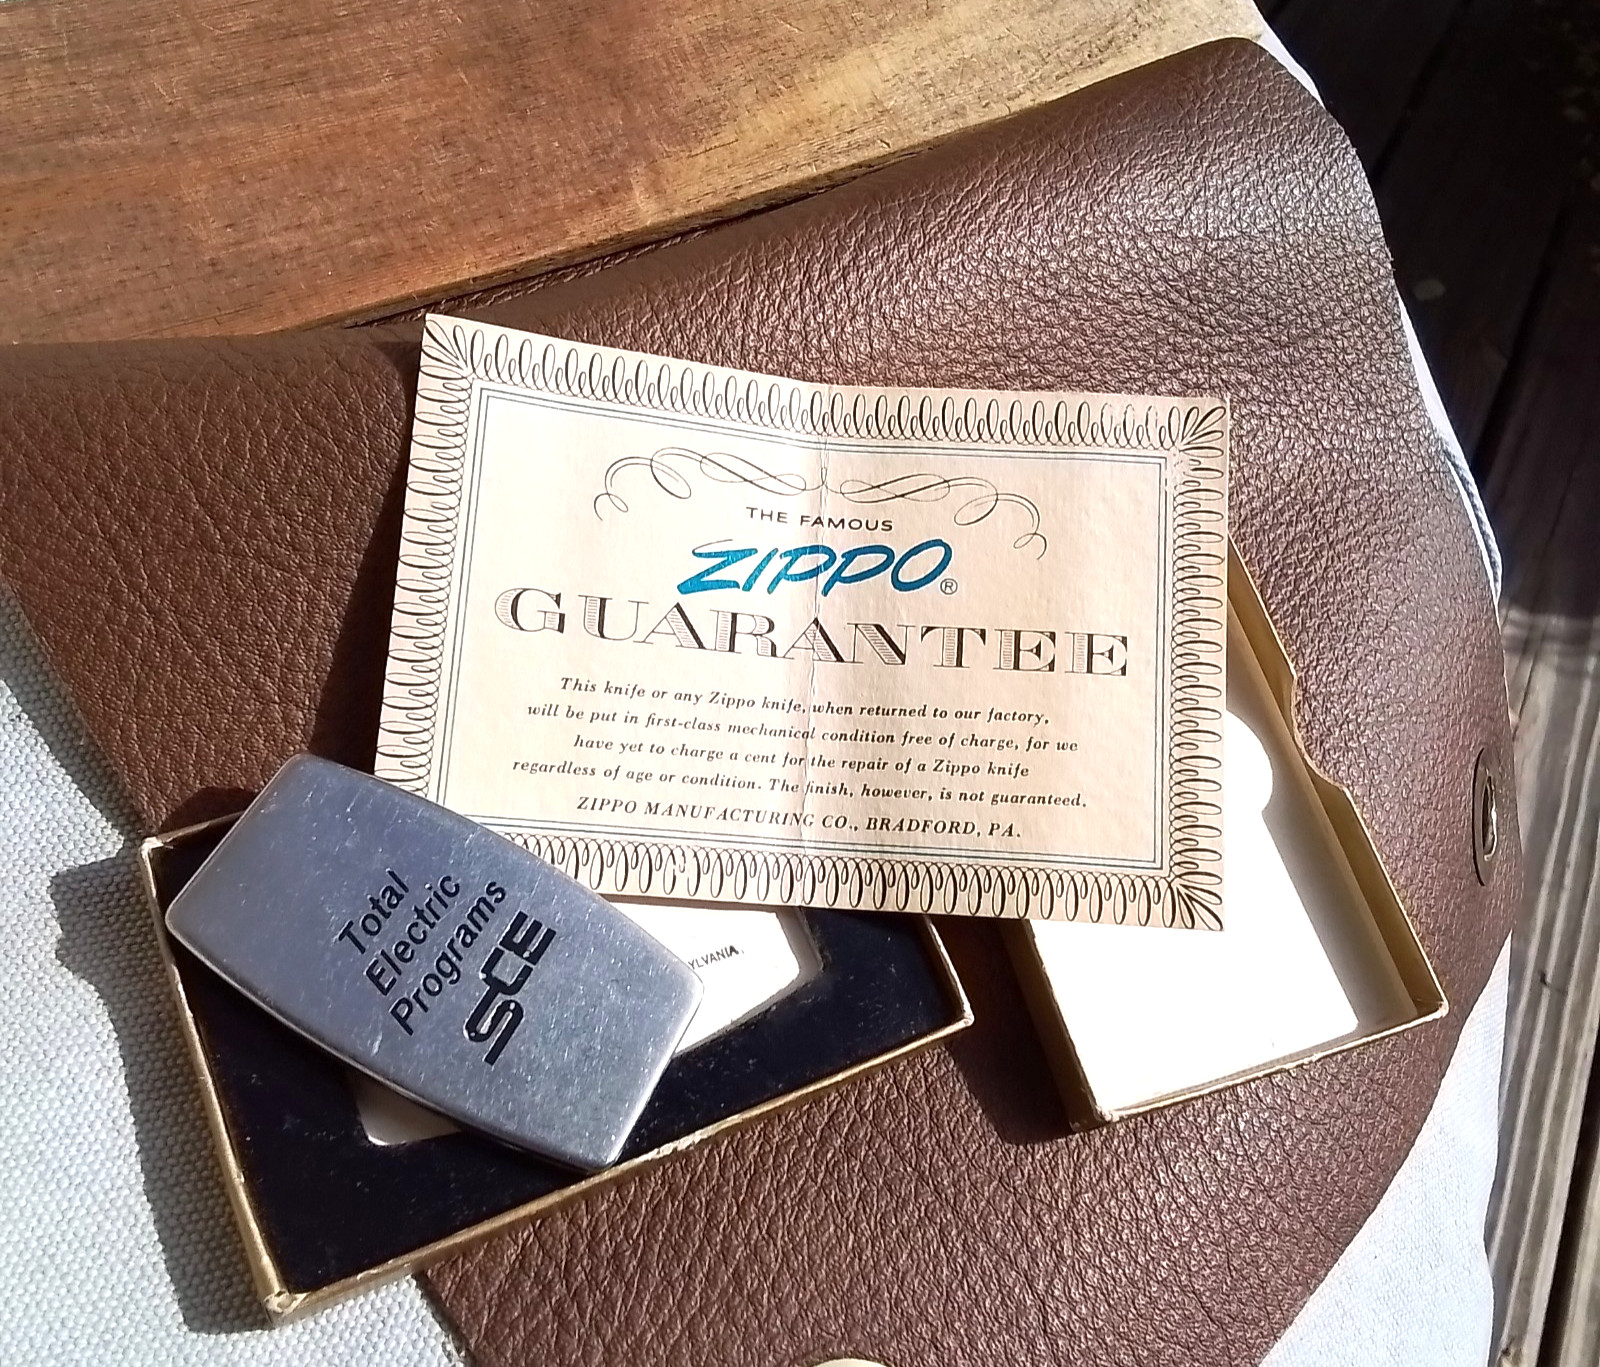 THE FAMOUS
ZIPPO®
GUARANTEE
This knife or any Zippo knife, when returned to our factory,
will be put in first-class mechanical condition free of charge, for we
have yet to charge a cent for the repair of a Zippo knife
regardless of age or condition. The finish, however, is not guaranteed.
ZIPPO MANUFACTURING CO., BRADFORD, PA.
YLVANIA.
Total
Electric
Programs
SCE